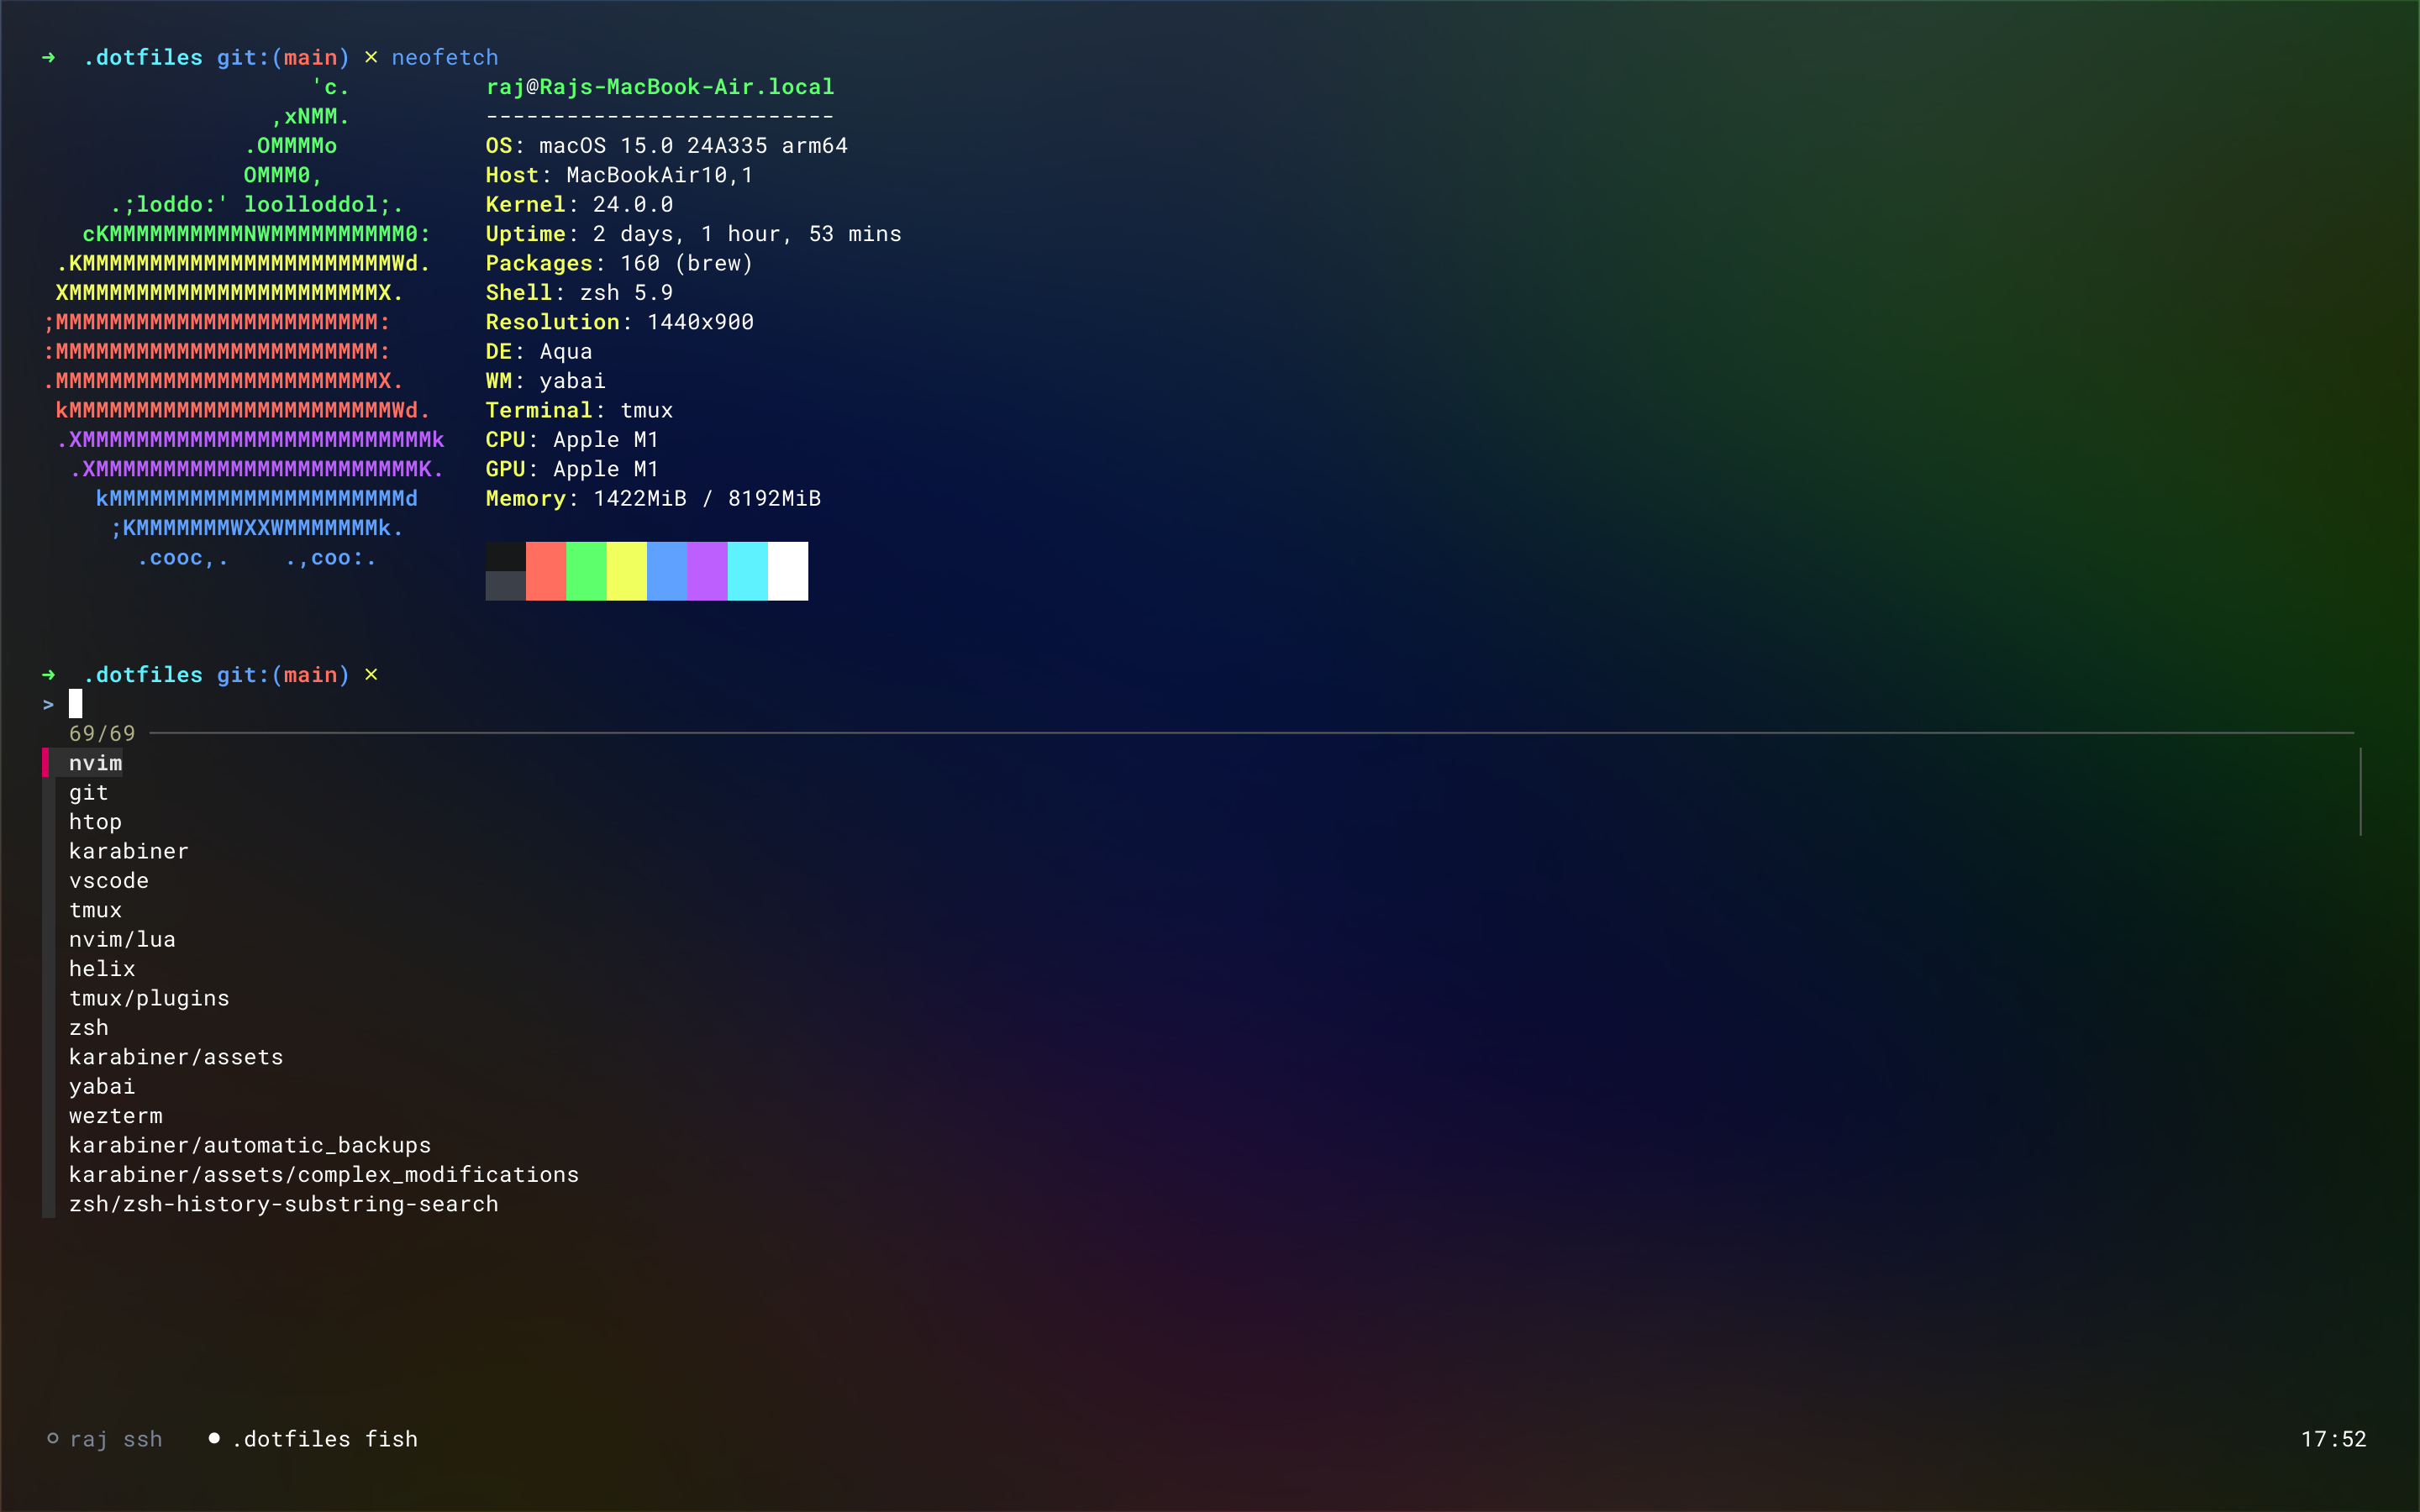 ➜  .dotfiles git:(main) × neofetch
                    'c.          raj@Rajs-MacBook-Air.local
                 ,xNMM.          --------------------------
               .OMMMMo           OS: macOS 15.0 24A335 arm64
               OMMM0,            Host: MacBookAir10,1
     .;loddo:' loolloddol;.      Kernel: 24.0.0
   cKMMMMMMMMMMNWMMMMMMMMMM0:    Uptime: 2 days, 1 hour, 53 mins
 .KMMMMMMMMMMMMMMMMMMMMMMMWd.    Packages: 160 (brew)
 XMMMMMMMMMMMMMMMMMMMMMMMX.      Shell: zsh 5.9
;MMMMMMMMMMMMMMMMMMMMMMMM:       Resolution: 1440x900
:MMMMMMMMMMMMMMMMMMMMMMMM:       DE: Aqua
.MMMMMMMMMMMMMMMMMMMMMMMMX.      WM: yabai
 kMMMMMMMMMMMMMMMMMMMMMMMMWd.    Terminal: tmux
 .XMMMMMMMMMMMMMMMMMMMMMMMMMMk   CPU: Apple M1
  .XMMMMMMMMMMMMMMMMMMMMMMMMK.   GPU: Apple M1
    kMMMMMMMMMMMMMMMMMMMMMMd     Memory: 1422MiB / 8192MiB
     ;KMMMMMMMWXXWMMMMMMMk.
       .cooc,.    .,coo:.
➜  .dotfiles git:(main) ×
>
69/69
nvim
git
htop
karabiner
vscode
tmux
nvim/lua
helix
tmux/plugins
zsh
karabiner/assets
yabai
wezterm
karabiner/automatic_backups
karabiner/assets/complex_modifications
zsh/zsh-history-substring-search
○ raj ssh   ● .dotfiles fish   17:52